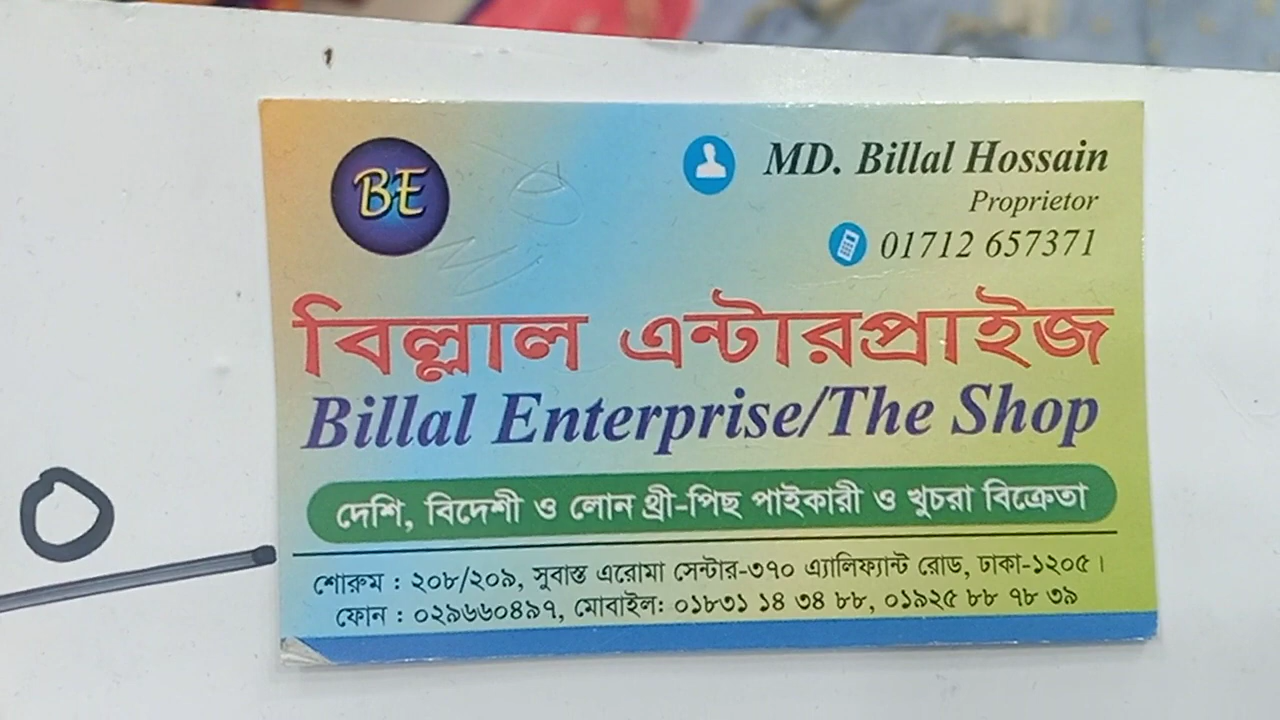 BE
MD. Billal Hossain
Proprietor
01712 657371
বিল্লাল এন্টারপ্রাইজ
Billal Enterprise/The Shop
দেশি, বিদেশী ও লোন থ্রী-পিছ পাইকারী ও খুচরা বিক্রেতা
শোরুম : ২০৮/২০৯, সুবাস্ত এরোমা সেন্টার-৩৭০ এ্যালিফ্যান্ট রোড, ঢাকা-১২০৫।
ফোন : ০২৯৬৬০৪৯৭, মোবাইল: ০১৮৩১ ১৪ ৩৪ ৮৮, ০১৯২৫ ৮৮ ৭৮ ৩৯